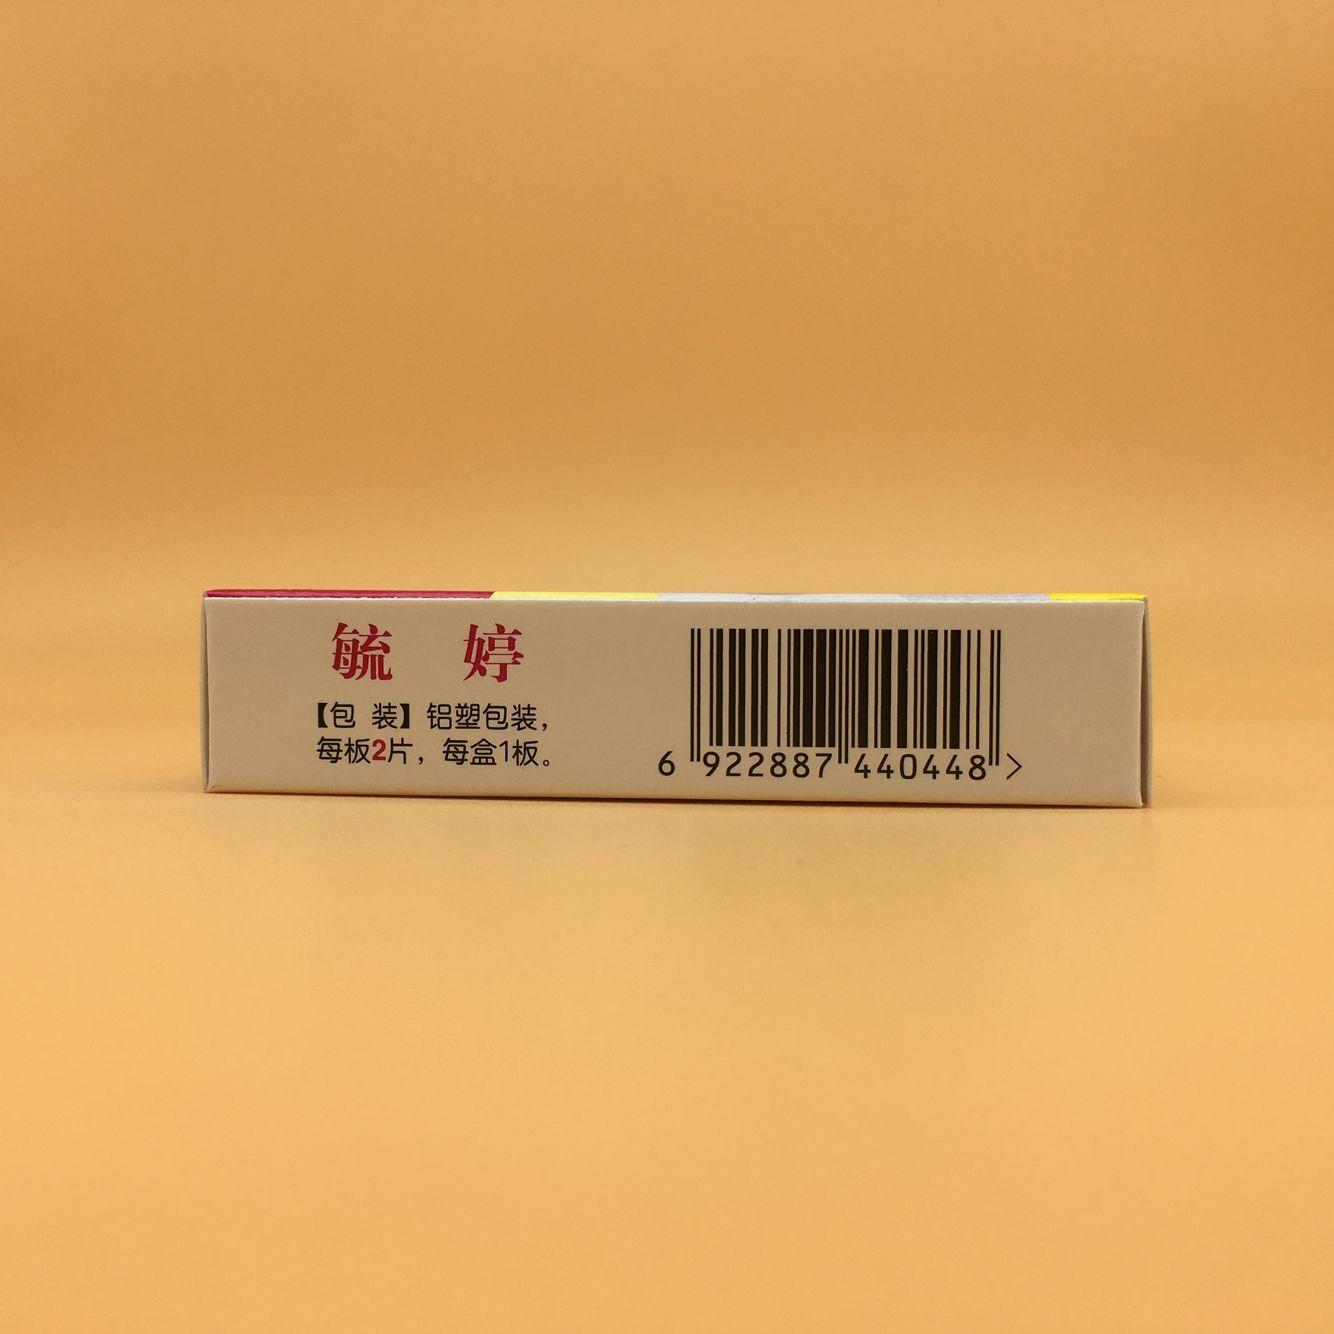 毓 婷
【包 装】铝塑包装，
每板2片，每盒1板。
6 922887 440448 >